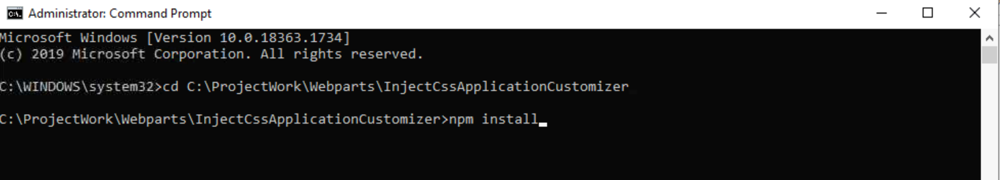 Administrator: Command Prompt
Microsoft Windows [Version 10.0.18363.1734]
(c) 2019 Microsoft Corporation. All rights reserved.
C:\WINDOWS\system32>cd C:\ProjectWork\Webparts\InjectCssApplicationCustomizer
C:\ProjectWork\Webparts\InjectCssApplicationCustomizer>npm install